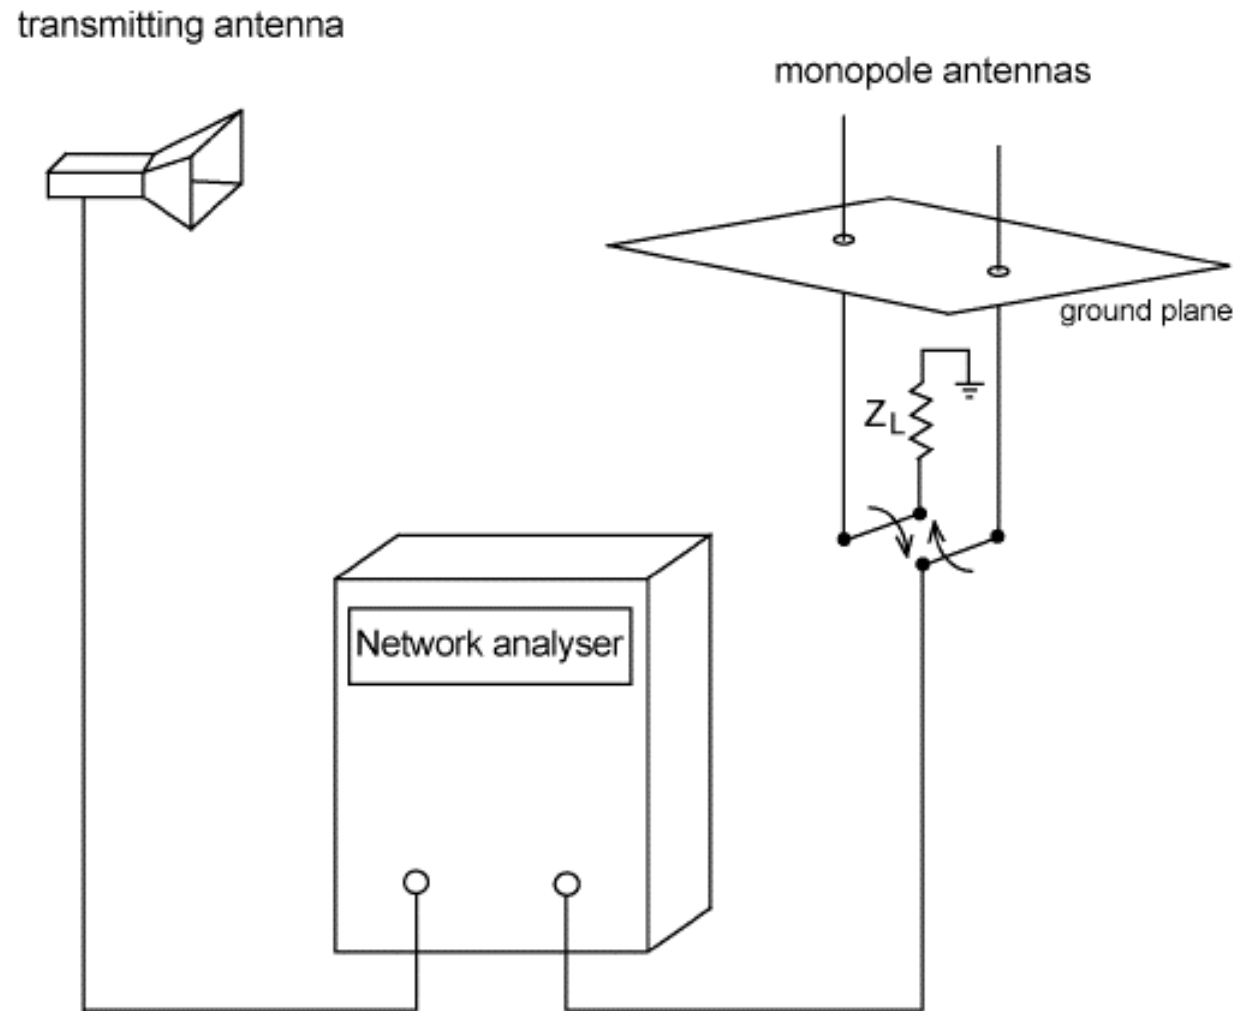 transmitting antenna
monopole antennas
ground plane
ZL
Network analyser